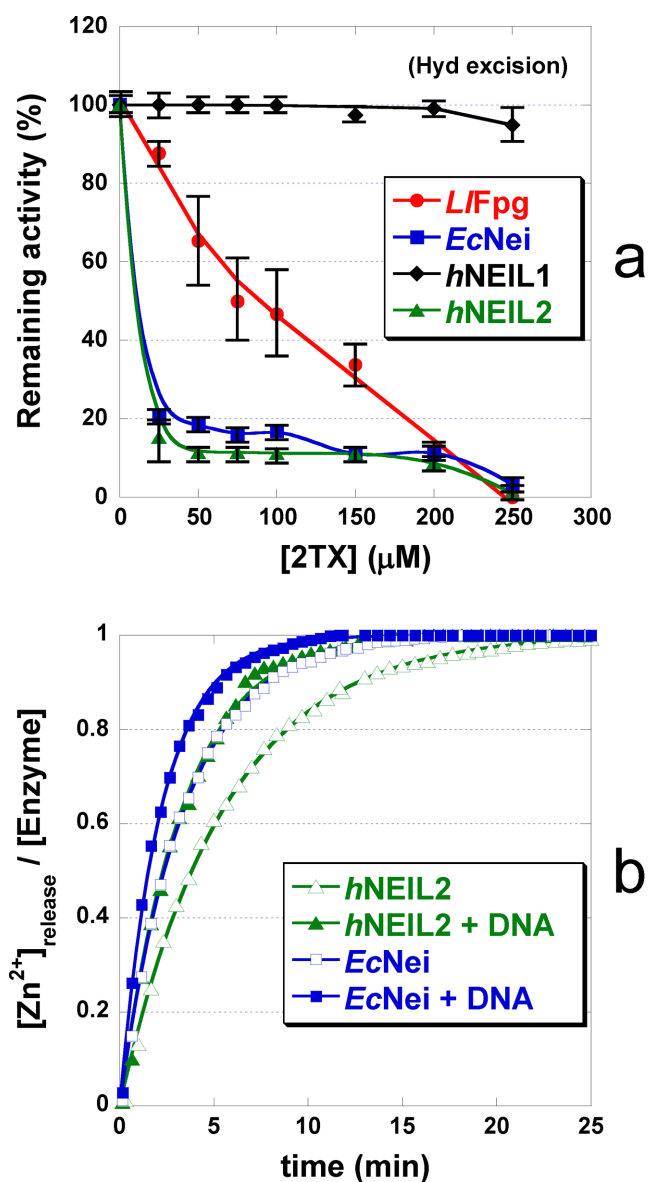 120
100
80
60
40
20
0
Remaining activity (%)
(Hyd excision)
LlFpg
EcNei
hNEIL1
hNEIL2
a
0 50 100 150 200 250 300
[2TX] (μM)
1
0.8
0.6
0.4
0.2
0
[Zn2+]release / [Enzyme]
hNEIL2
hNEIL2 + DNA
EcNei
EcNei + DNA
b
0 5 10 15 20 25
time (min)